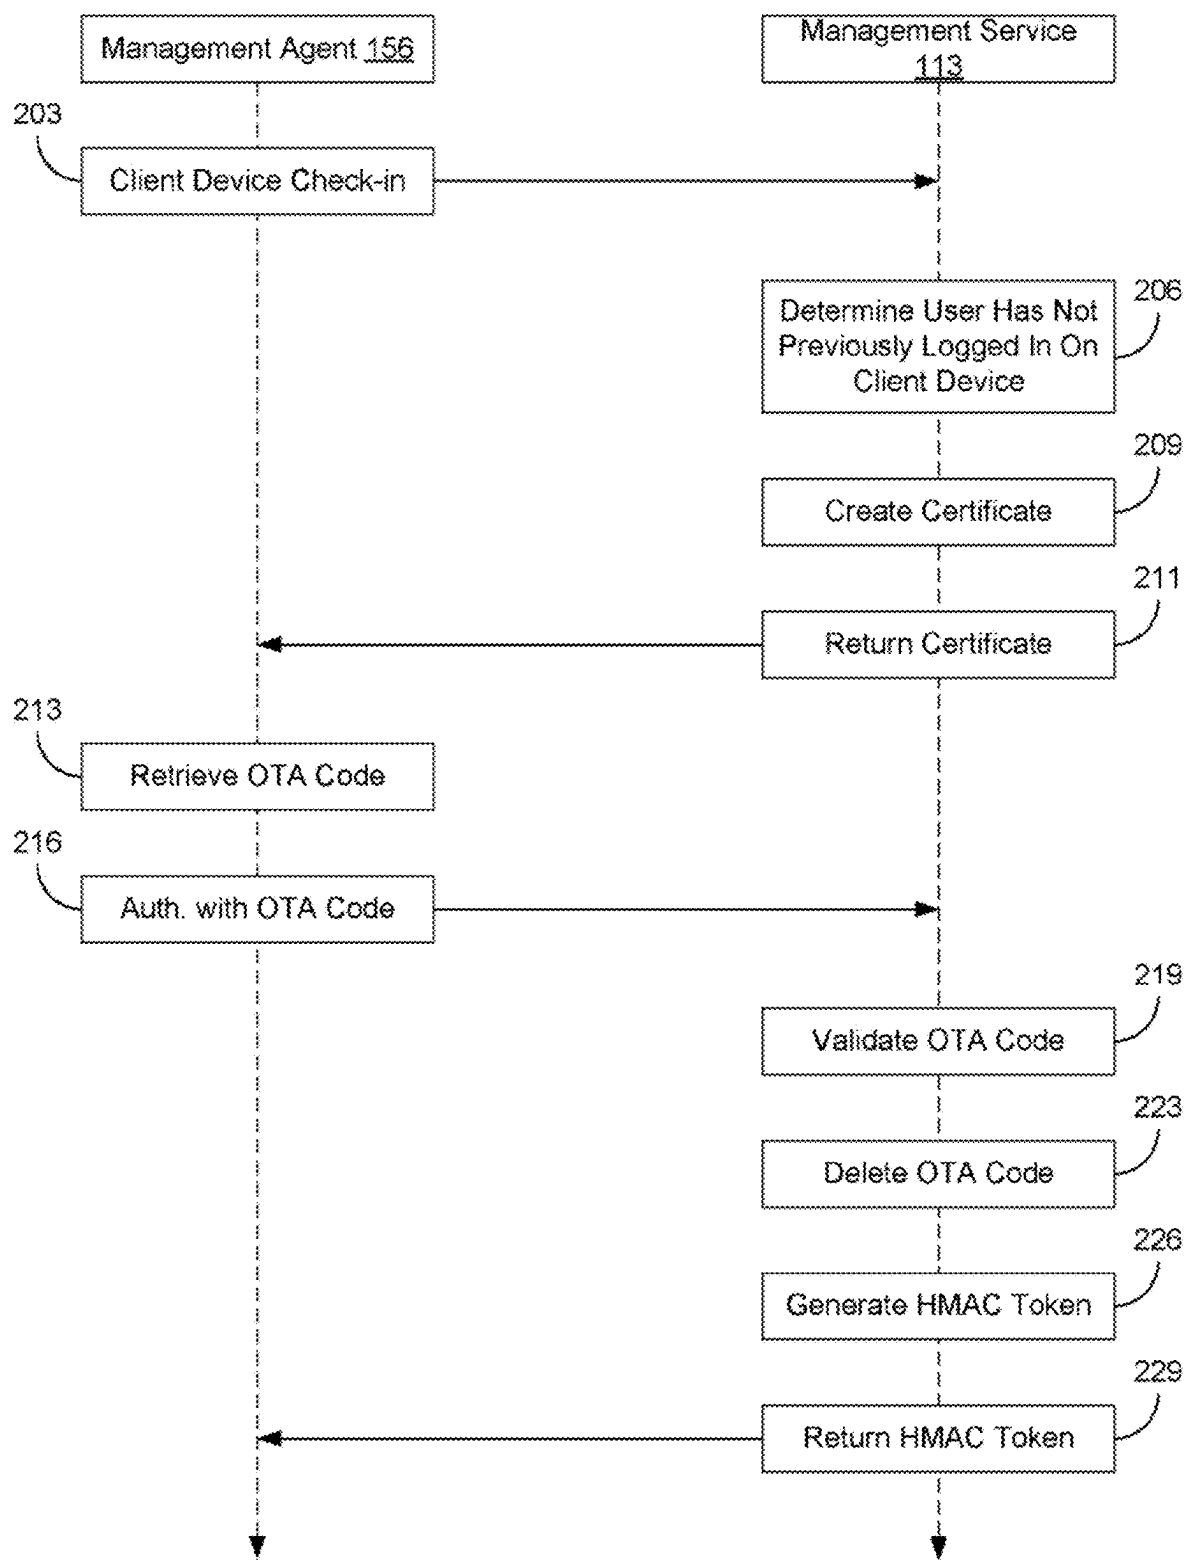 Management Agent 156
Management Service
113
203
Client Device Check-in
206
Determine User Has Not
Previously Logged In On
Client Device
209
Create Certificate
211
Return Certificate
213
Retrieve OTA Code
216
Auth. with OTA Code
219
Validate OTA Code
223
Delete OTA Code
226
Generate HMAC Token
229
Return HMAC Token